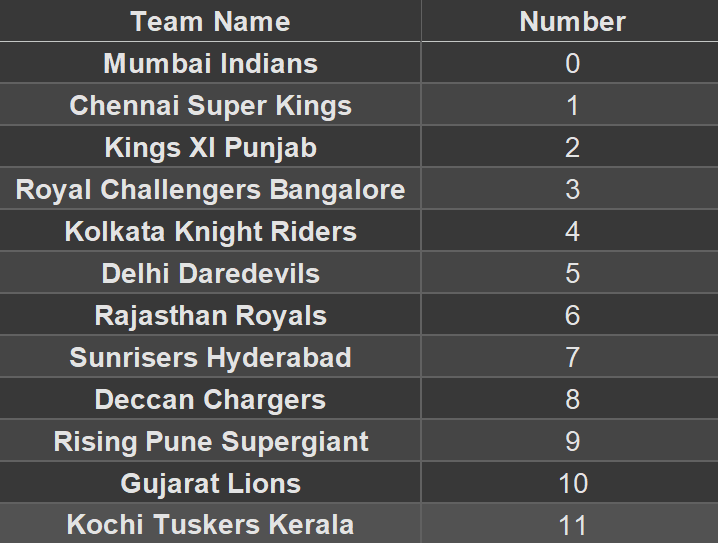 Team Name Number
Mumbai Indians 0
Chennai Super Kings 1
Kings XI Punjab 2
Royal Challengers Bangalore 3
Kolkata Knight Riders 4
Delhi Daredevils 5
Rajasthan Royals 6
Sunrisers Hyderabad 7
Deccan Chargers 8
Rising Pune Supergiant 9
Gujarat Lions 10
Kochi Tuskers Kerala 11